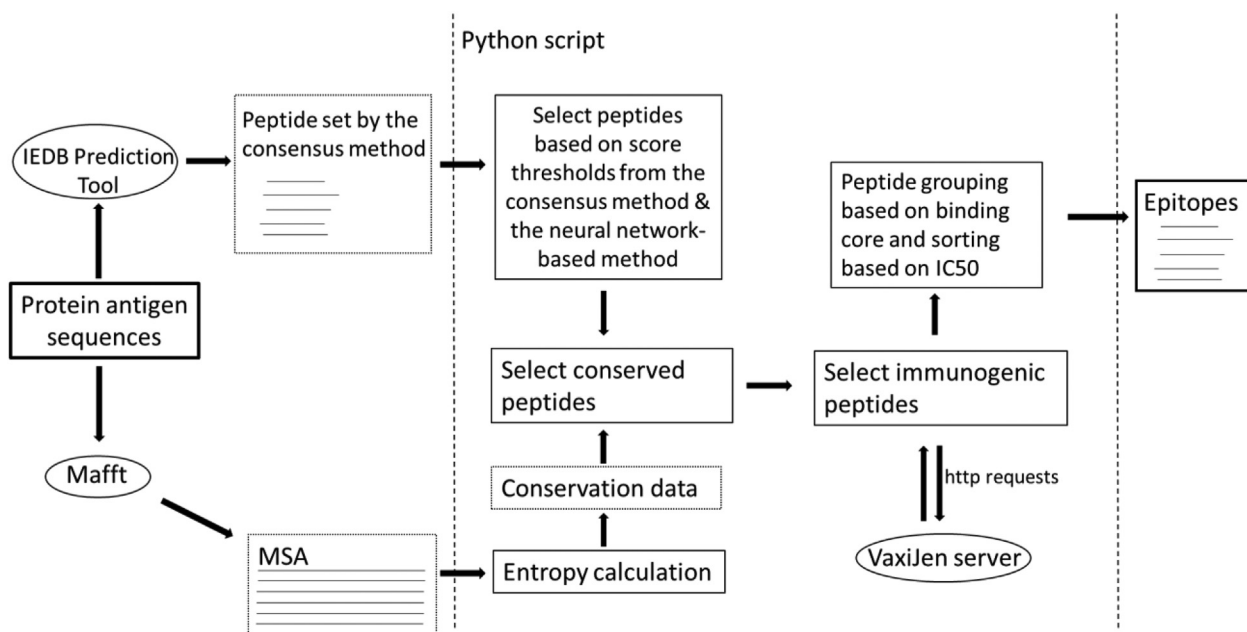 Python script
IEDB Prediction
Tool
Peptide set by the
consensus method
Select peptides
based on score
thresholds from the
consensus method &
the neural network-
based method
Peptide grouping
based on binding
core and sorting
based on IC50
Epitopes
Protein antigen
sequences
Select conserved
peptides
Select immunogenic
peptides
Mafft
Conservation data
http requests
MSA
Entropy calculation
VaxiJen server